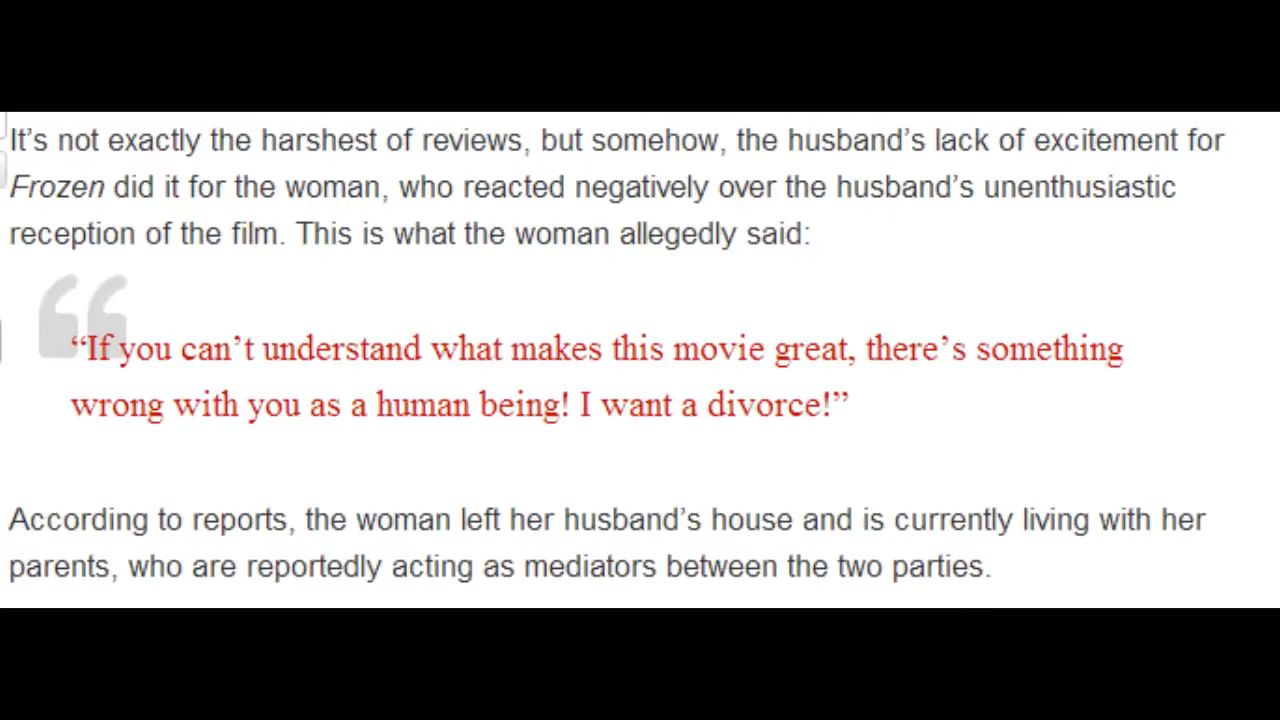 It’s not exactly the harshest of reviews, but somehow, the husband’s lack of excitement for
Frozen did it for the woman, who reacted negatively over the husband’s unenthusiastic
reception of the film. This is what the woman allegedly said:
“If you can’t understand what makes this movie great, there’s something
wrong with you as a human being! I want a divorce!”
According to reports, the woman left her husband’s house and is currently living with her
parents, who are reportedly acting as mediators between the two parties.